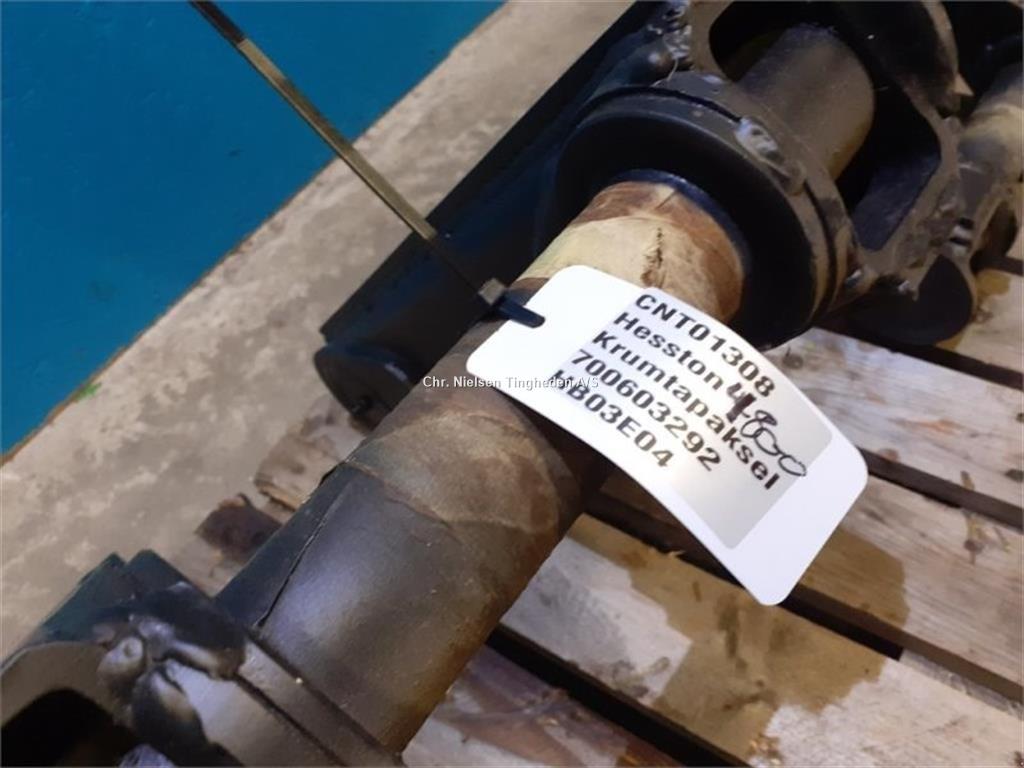 CNT01308
Hesston 4800
Krumtapaksel
700603292
HB03E04
Chr. Nielsen Tingheden A/S